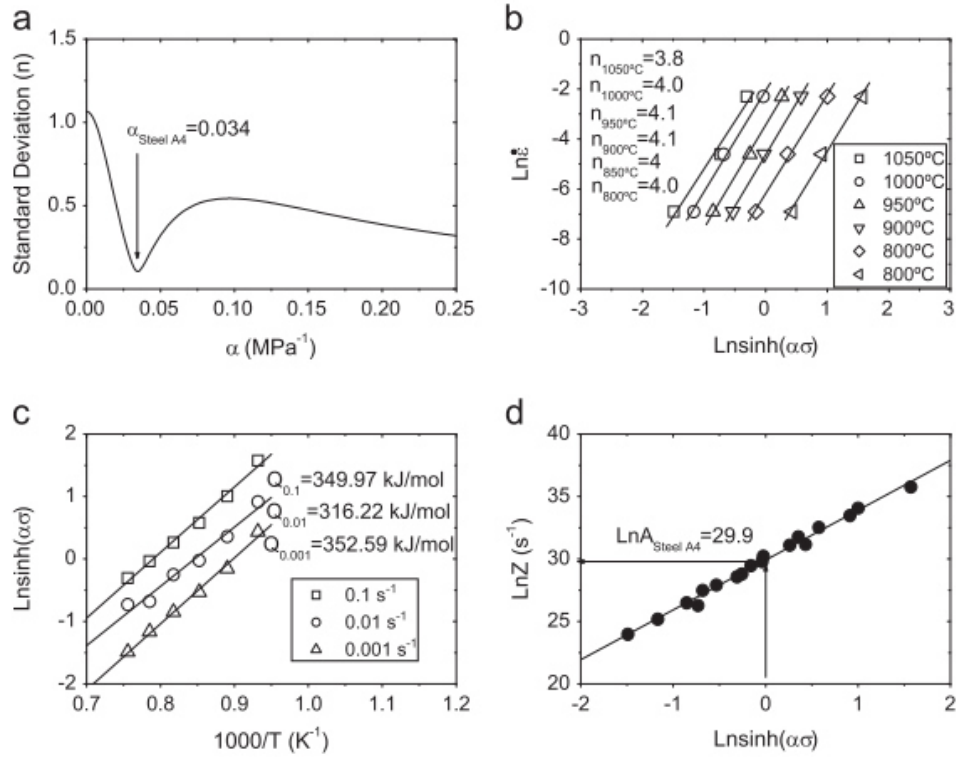 a
1.5
1.0
0.5
0.0
Standard Deviation (n)
α Steel A4=0.034
0.00
0.05
0.10
0.15
0.20
0.25
α (MPa-1)
b
0
-2
-4
-6
-8
-10
Lnε̇
n1050ºC=3.8
n1000ºC=4.0
n950ºC=4.1
n900ºC=4.1
n850ºC=4
n800ºC=4.0
1050ºC
1000ºC
950ºC
900ºC
800ºC
800ºC
-3
-2
-1
0
1
2
3
Lnsinh(ασ)
c
2
1
0
-1
-2
Lnsinh(ασ)
Q0.1=349.97 kJ/mol
Q0.01=316.22 kJ/mol
Q0.001=352.59 kJ/mol
0.1 s-1
0.01 s-1
0.001 s-1
0.7
0.8
0.9
1.0
1.1
1.2
1000/T (K-1)
d
40
35
30
25
20
LnZ (s-1)
LnASteel A4=29.9
-2
-1
0
1
2
Lnsinh(ασ)